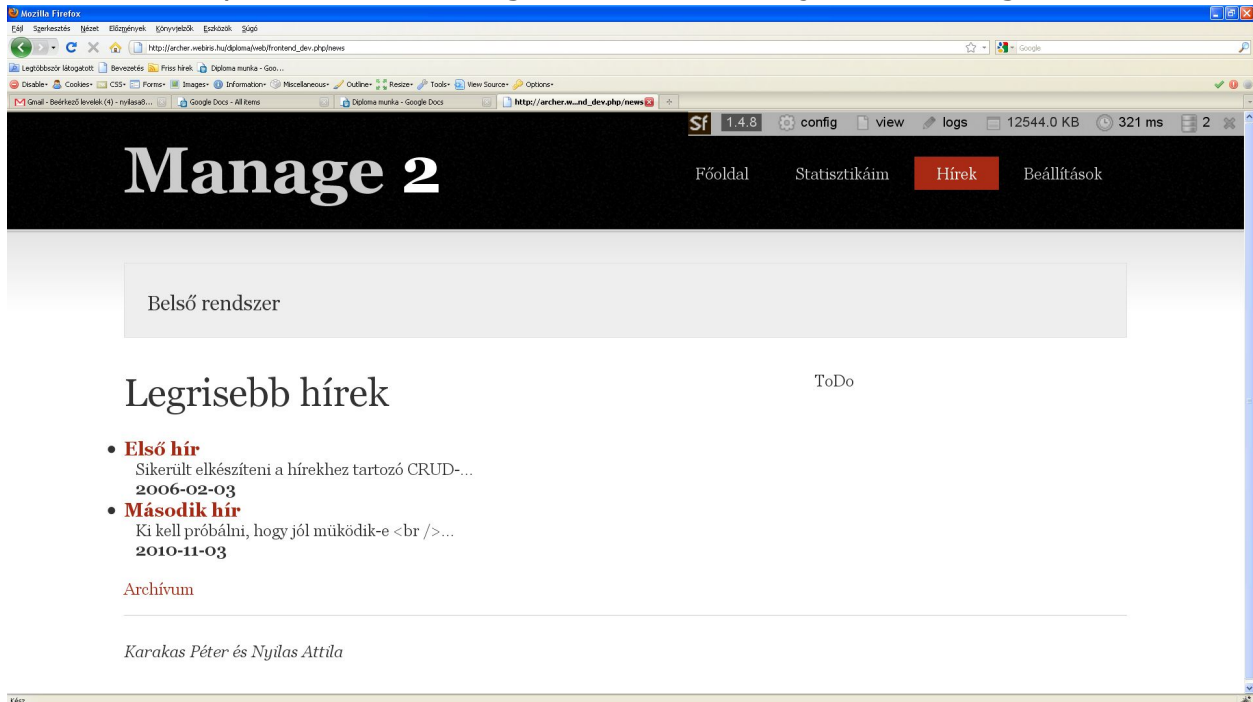 Mozilla Firefox
Fájl Szerkesztés Nézet Előzmények Könyvjelzők Eszközök Súgó
http://archer.webiris.hu/diploma/web/frontend_dev.php/news
Google
Legtöbbször látogatott Bevezetés Friss hírek Diploma munka - Goo...
Disable Cookies CSS Forms Images Information Miscellaneous Outline Resize Tools View Source Options
Gmail - Beérkező levelek (4) - nyilasa8... Google Docs - All items Diploma munka - Google Docs http://archer.w...nd_dev.php/news
Sf 1.4.8 config view logs 12544.0 KB 321 ms 2
Manage 2
Főoldal Statisztikáim Hírek Beállítások
Belső rendszer
Legrisebb hírek
ToDo
• Első hír
Sikerült elkészíteni a hírekhez tartozó CRUD-...
2006-02-03
• Második hír
Ki kell próbálni, hogy jól müködik-e <br />...
2010-11-03
Archívum
Karakas Péter és Nyilas Attila
Kész